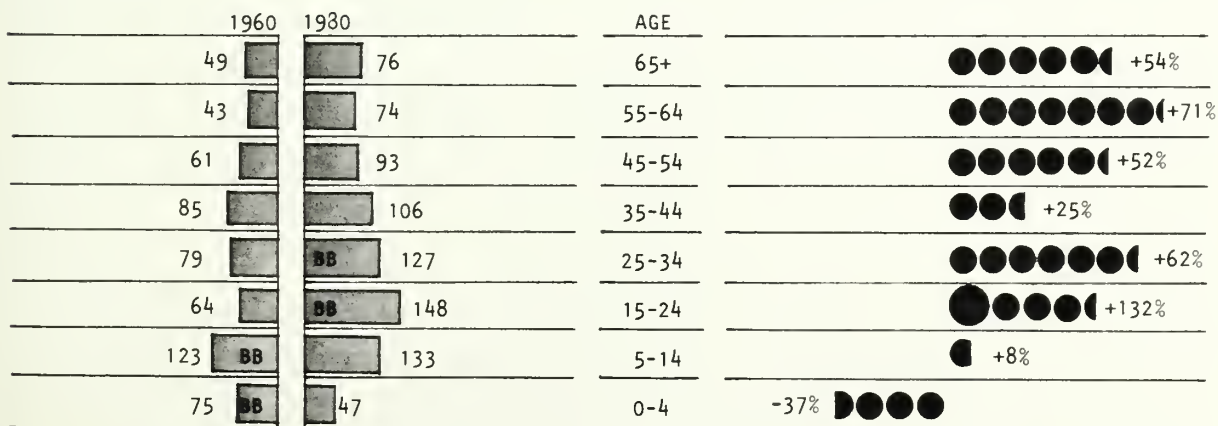 1960 1980 AGE
49 76 65+ +54%
43 74 55-64 +71%
61 93 45-54 +52%
85 106 35-44 +25%
79 BB 127 25-34 +62%
64 BB 148 15-24 +132%
123 BB 133 5-14 +8%
75 BB 47 0-4 -37%